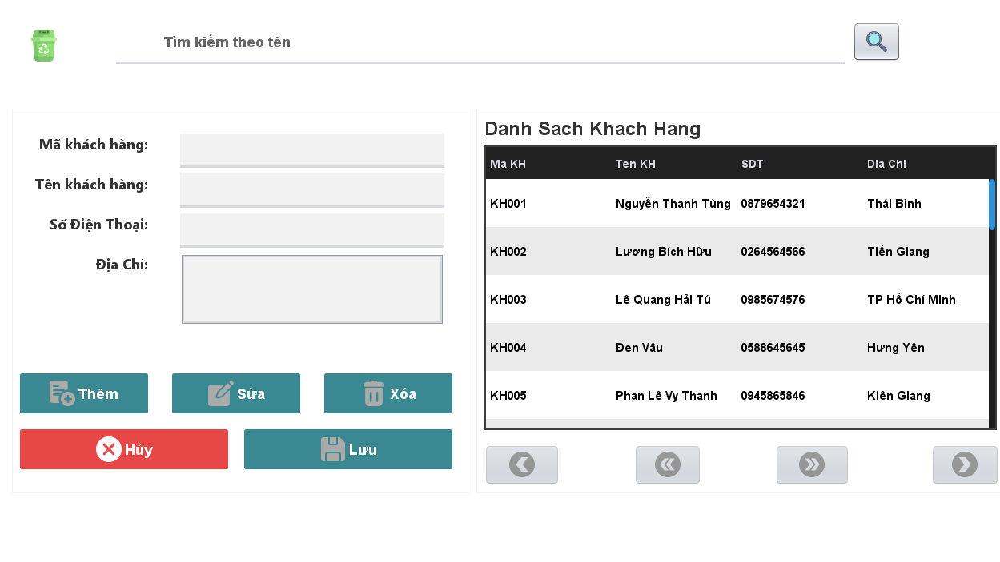 Tìm kiếm theo tên
Mã khách hàng:
Tên khách hàng:
Số Điện Thoại:
Địa Chỉ:
Thêm
Sửa
Xóa
Hủy
Lưu
Danh Sach Khach Hang
Ma KH Ten KH SDT Dia Chi
KH001 Nguyễn Thanh Tùng 0879654321 Thái Bình
KH002 Lương Bích Hữu 0264564566 Tiền Giang
KH003 Lê Quang Hải Tú 0985674576 TP Hồ Chí Minh
KH004 Đen Vâu 0588645645 Hưng Yên
KH005 Phan Lê Vy Thanh 0945865846 Kiên Giang